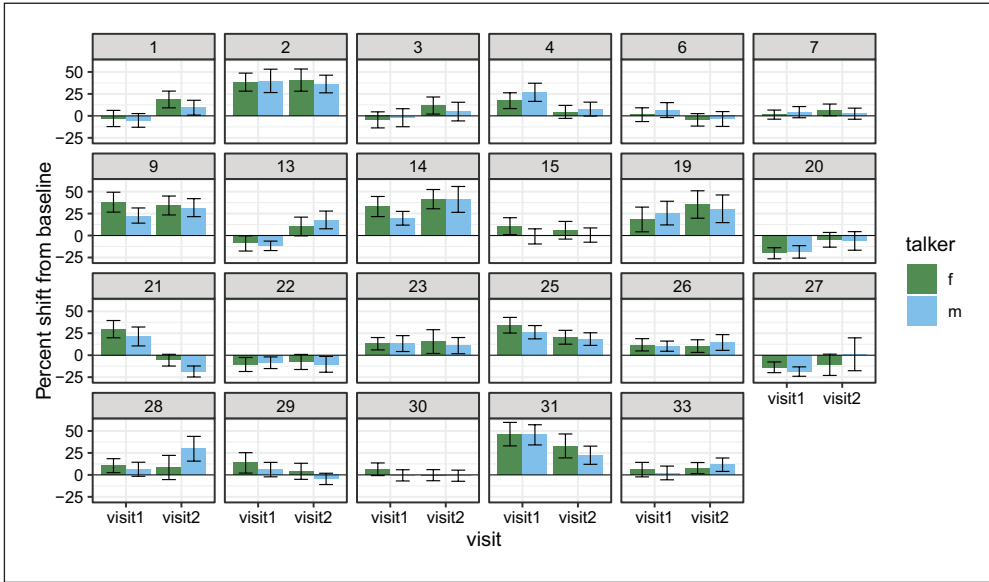 Percent shift from baseline
1 2 3 4 6 7
50
25
0
−25
9 13 14 15 19 20
50
25
0
−25
21 22 23 25 26 27
50
25
0
−25
visit1 visit2
28 29 30 31 33
50
25
0
−25
visit1 visit2 visit1 visit2 visit1 visit2 visit1 visit2 visit1 visit2
visit
talker
f
m